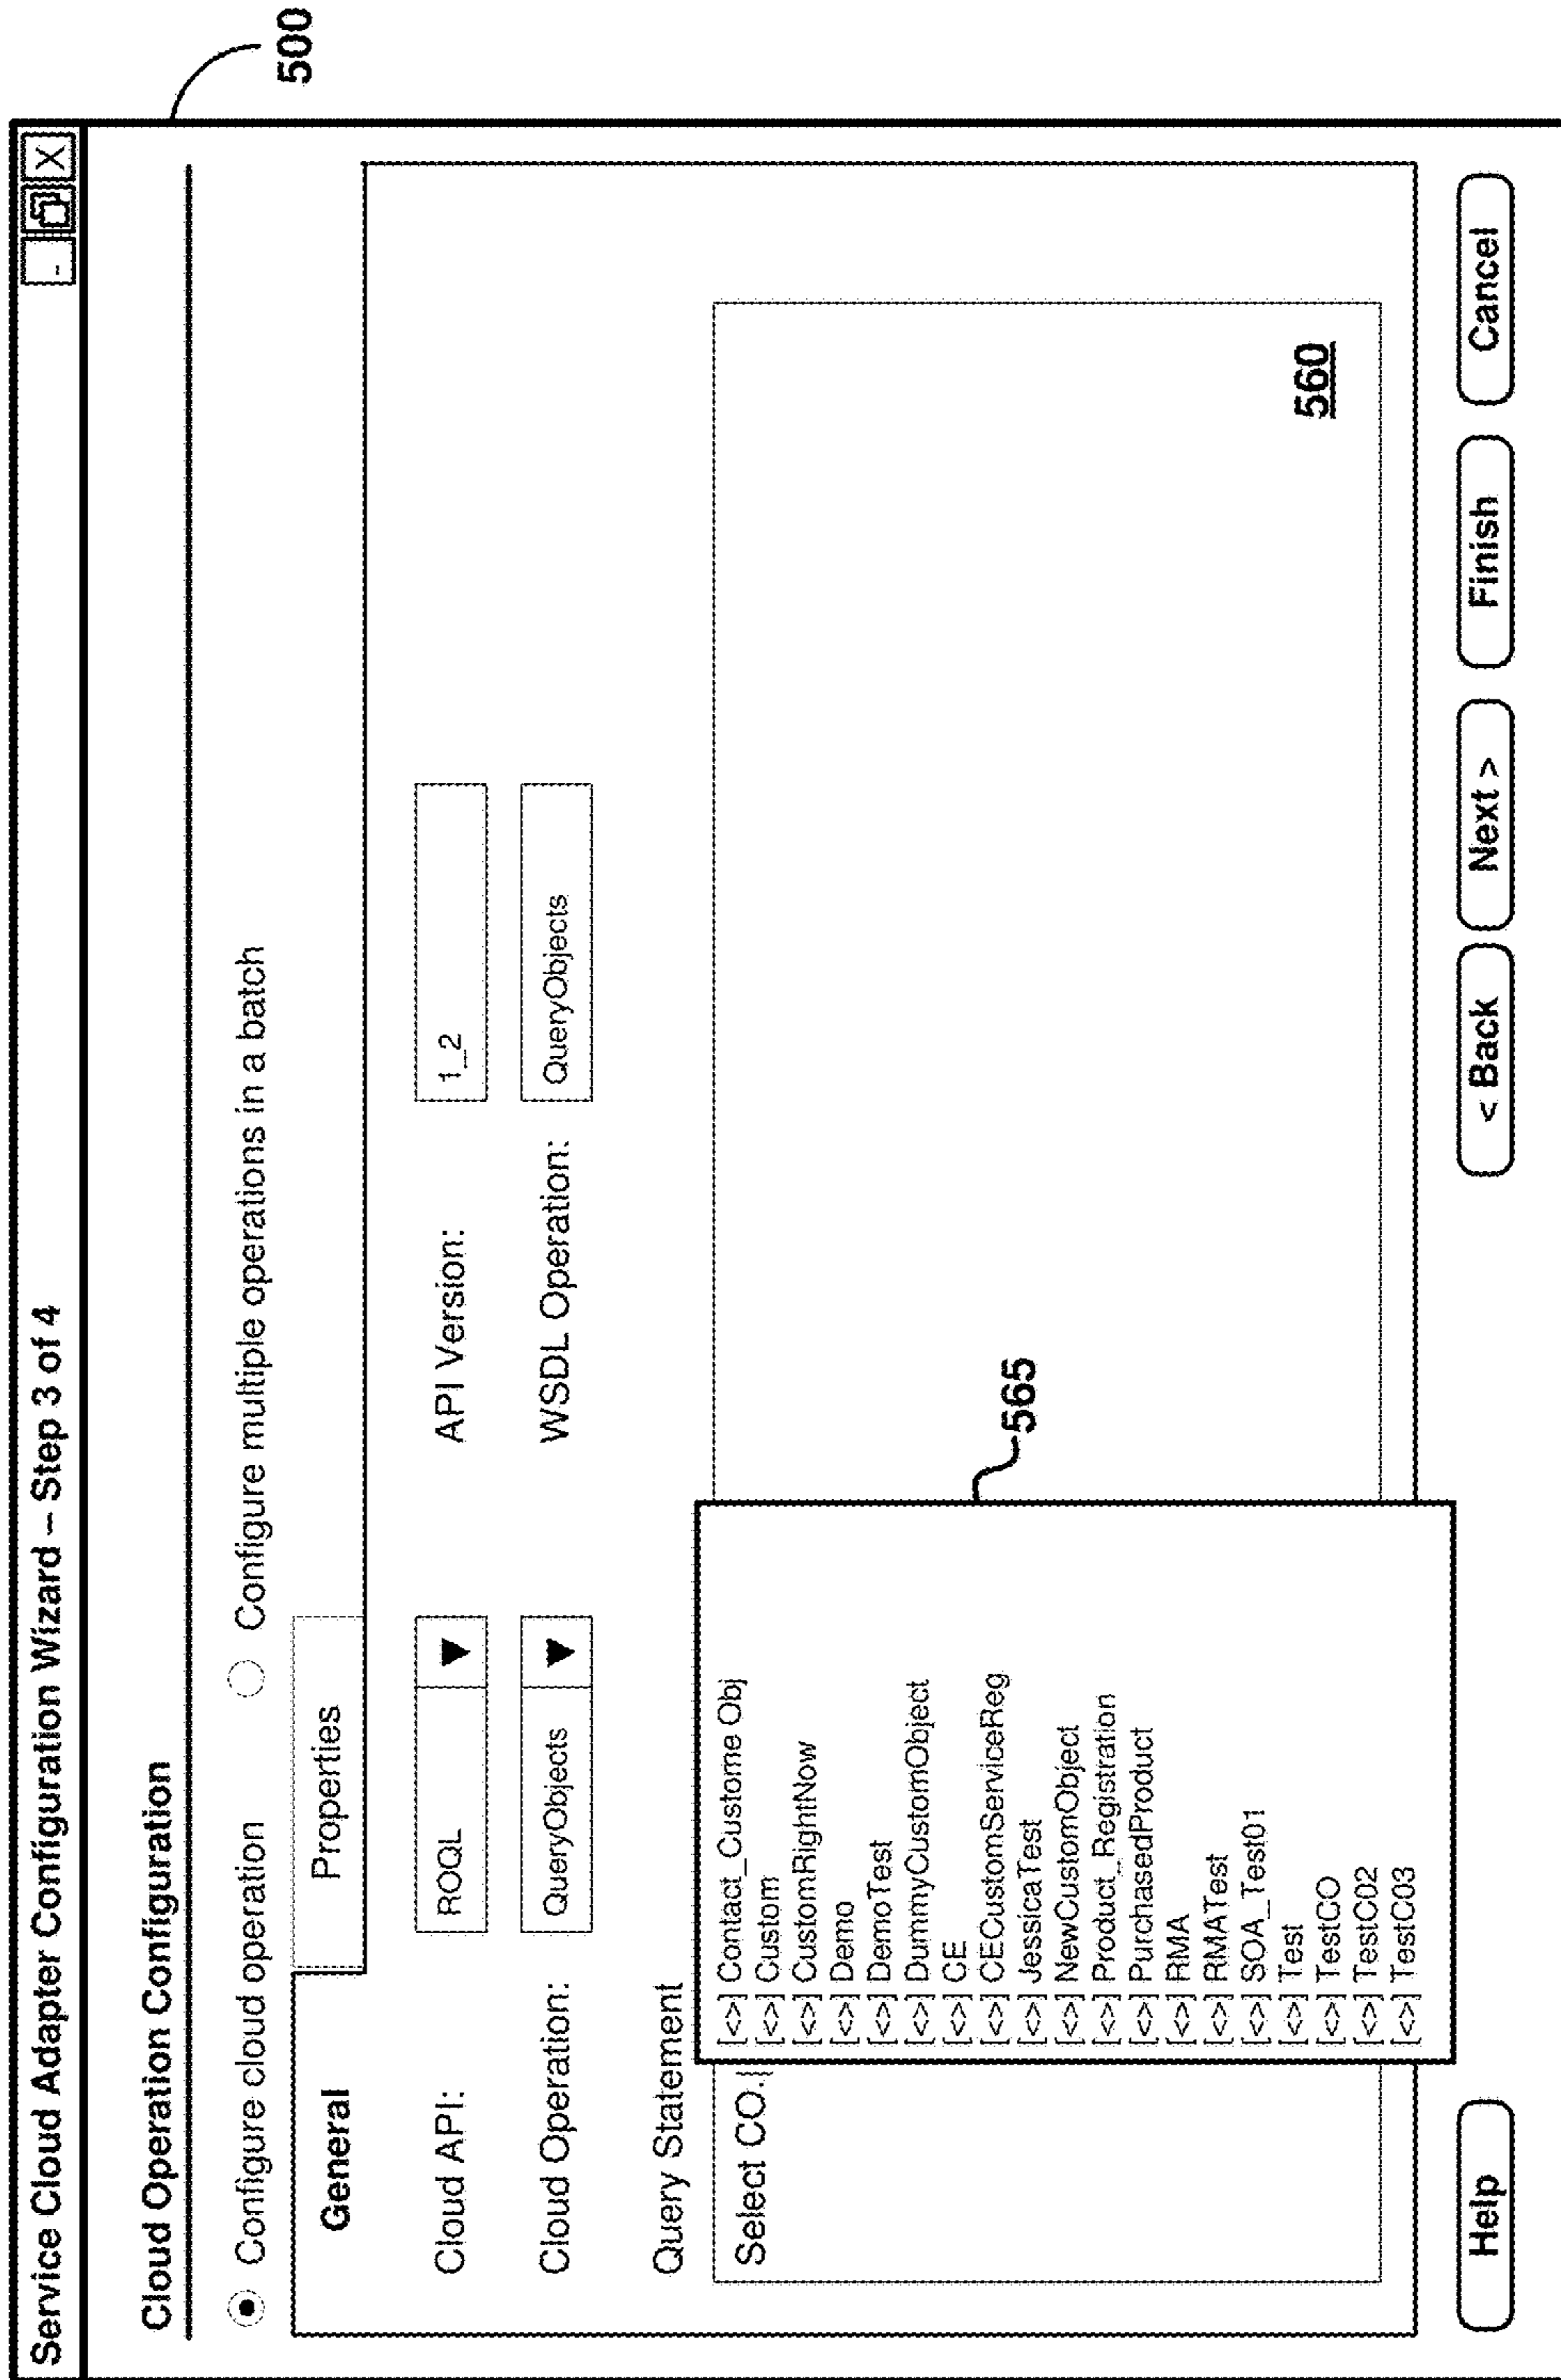 Service Cloud Adapter Configuration Wizard – Step 3 of 4
- X
500
Cloud Operation Configuration
Configure cloud operation Configure multiple operations in a batch
General Properties
Cloud API: ROQL API Version: 1_2
Cloud Operation: QueryObjects WSDL Operation: QueryObjects
Query Statement
Select CO.|
[<>] Contact_Custome Obj
[<>] Custom
[<>] CustomRightNow
[<>] Demo
[<>] DemoTest
[<>] DummyCustomObject
[<>] CE
[<>] CECustomServiceReg
[<>] JessicaTest
[<>] NewCustomObject
[<>] Product_Registration
[<>] PurchasedProduct
[<>] RMA
[<>] RMATest
[<>] SOA_Test01
[<>] Test
[<>] TestCO
[<>] TestC02
[<>] TestC03
565
560
Help < Back Next > Finish Cancel